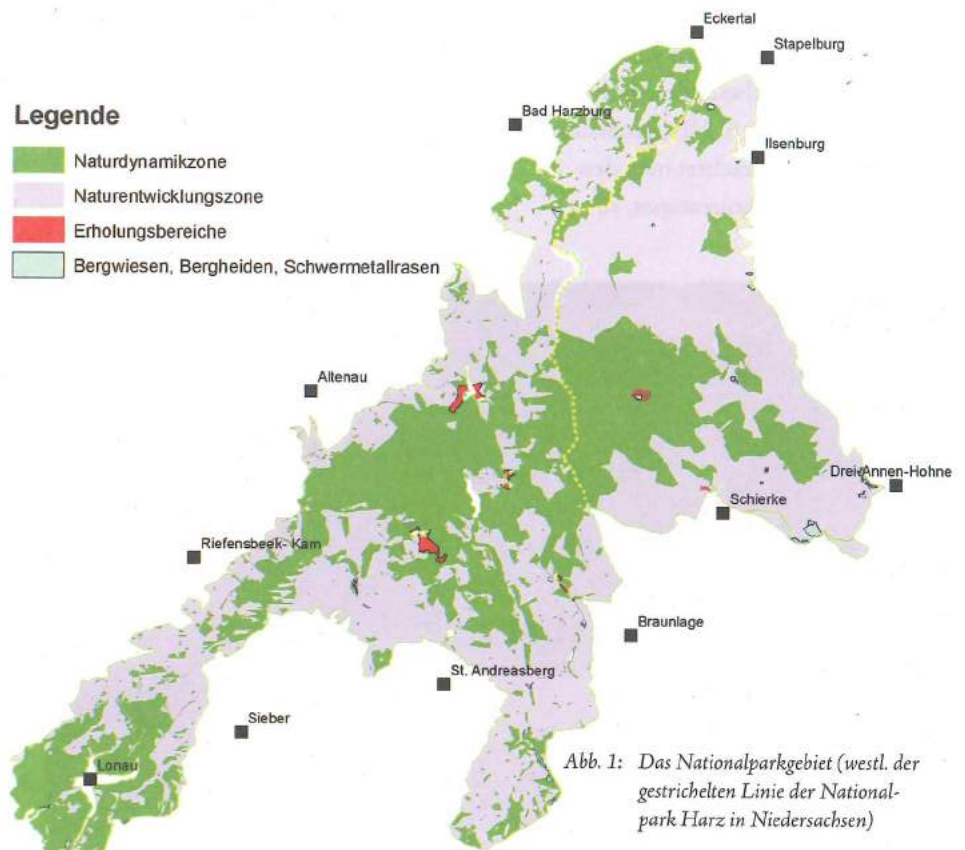 Eckertal
Stapelburg
Legende
Bad Harzburg
Ilsenburg
Naturdynamikzone
Naturentwicklungszone
Erholungsbereiche
Bergwiesen, Bergheiden, Schwermetallrasen
Altenau
Drei-Annen-Hohne
Schierke
Riefensbeek- Kam
Braunlage
St. Andreasberg
Sieber
Lonau
Abb. 1: Das Nationalparkgebiet (westl. der
gestrichelten Linie der National-
park Harz in Niedersachsen)